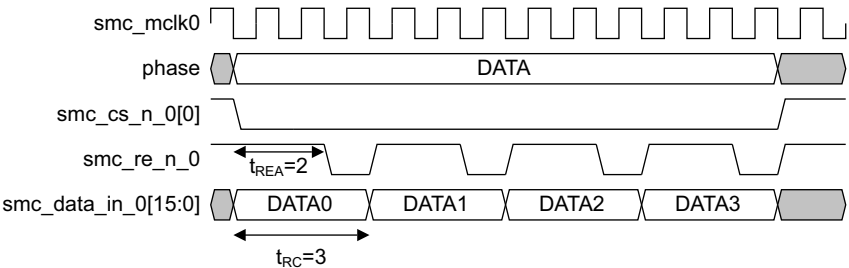 smc_mclk0
phase DATA
smc_cs_n_0[0]
smc_re_n_0
tREA=2
smc_data_in_0[15:0] DATA0 DATA1 DATA2 DATA3
tRC=3